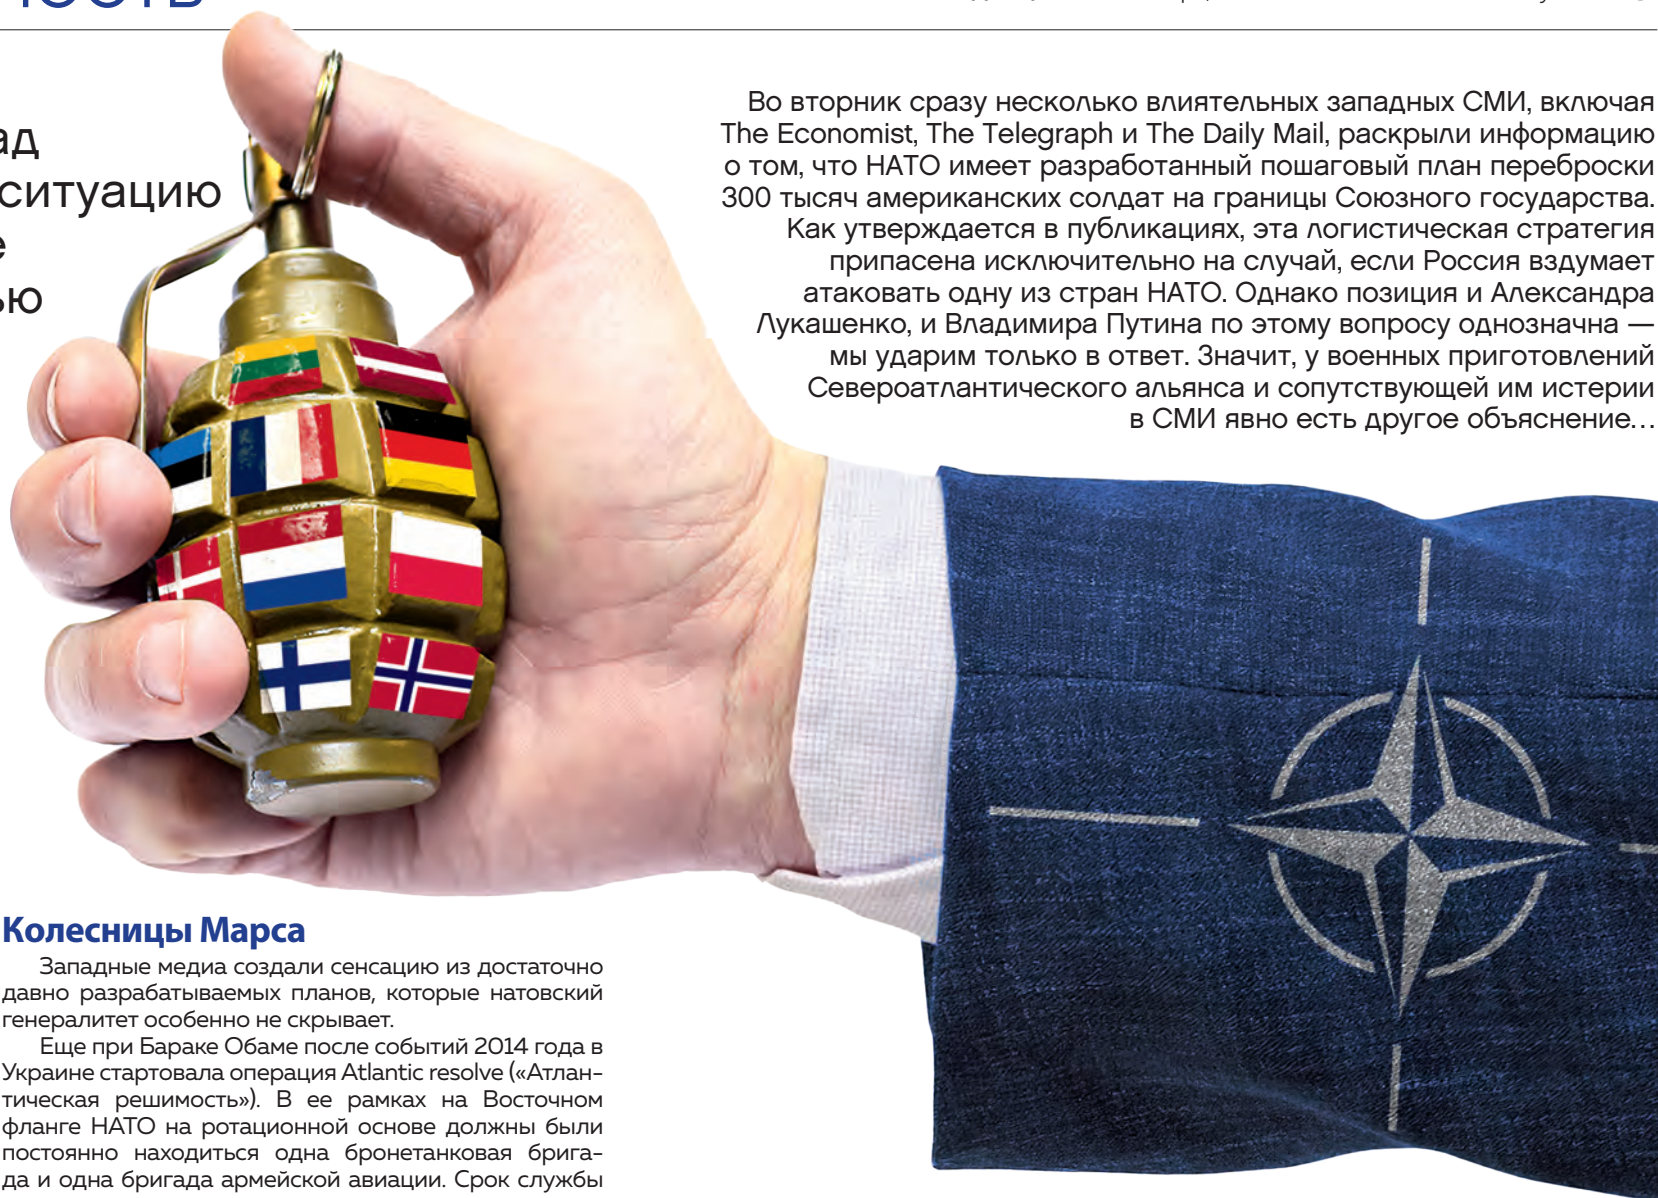 ад
ситуацию
е
ью
Во вторник сразу несколько влиятельных западных СМИ, включая
The Economist, The Telegraph и The Daily Mail, раскрыли информацию
о том, что НАТО имеет разработанный пошаговый план переброски
300 тысяч американских солдат на границы Союзного государства.
Как утверждается в публикациях, эта логистическая стратегия
припасена исключительно на случай, если Россия вздумает
атаковать одну из стран НАТО. Однако позиция и Александра
Лукашенко, и Владимира Путина по этому вопросу однозначна —
мы ударим только в ответ. Значит, у военных приготовлений
Североатлантического альянса и сопутствующей им истерии
в СМИ явно есть другое объяснение...
Колесницы Марса
Западные медиа создали сенсацию из достаточно
давно разрабатываемых планов, которые натовский
генералитет особенно не скрывает.
Еще при Бараке Обаме после событий 2014 года в
Украине стартовала операция Atlantic resolve («Атлан-
тическая решимость»). В ее рамках на Восточном
фланге НАТО на ротационной основе должны были
постоянно находиться одна бронетанковая брига-
да и одна бригада армейской авиации. Срок службы